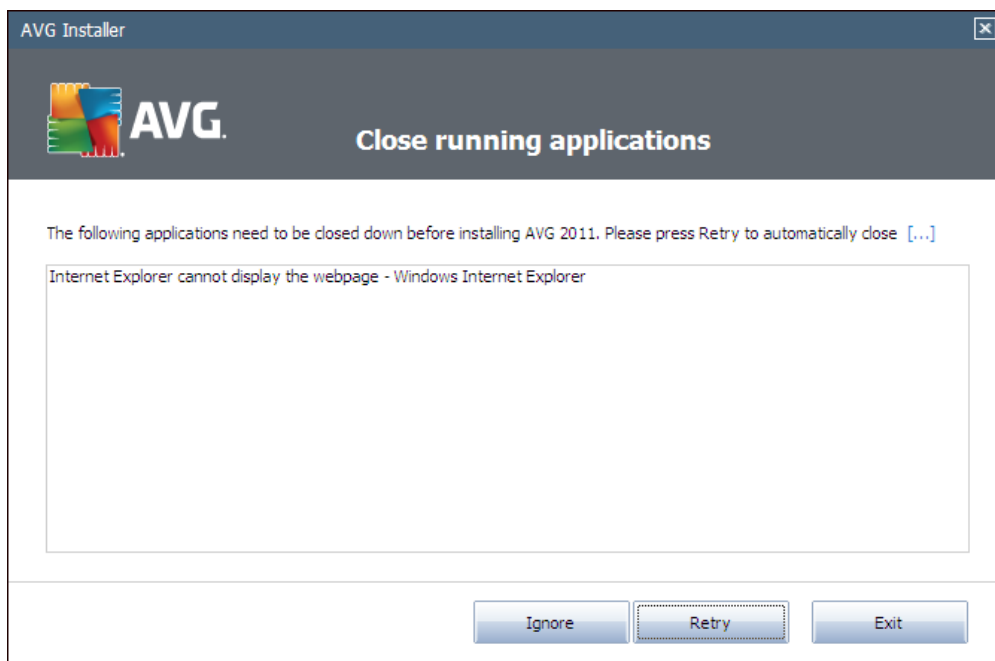 AVG Installer
AVG.
Close running applications
The following applications need to be closed down before installing AVG 2011. Please press Retry to automatically close [...]
Internet Explorer cannot display the webpage - Windows Internet Explorer
Ignore Retry Exit